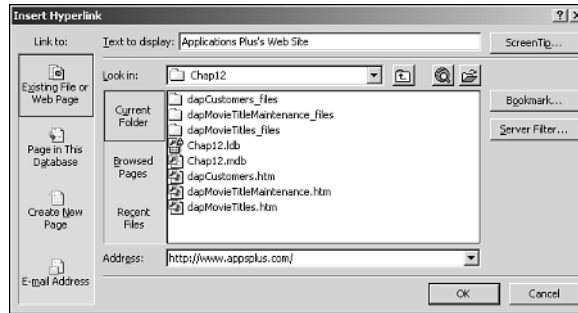 Insert Hyperlink
Link to:
Text to display: Applications Plus's Web Site
ScreenTip...
Existing File or Web Page
Look in: Chap12
Current Folder
dapCustomers_files
dapMovieTitleMaintenance_files
dapMovieTitles_files
Chap12.ldb
Chap12.mdb
dapCustomers.htm
dapMovieTitleMaintenance.htm
dapMovieTitles.htm
Bookmark...
Server Filter...
Page in This Database
Browsed Pages
Create New Page
Recent Files
E-mail Address
Address: http://www.appsplus.com/
OK
Cancel